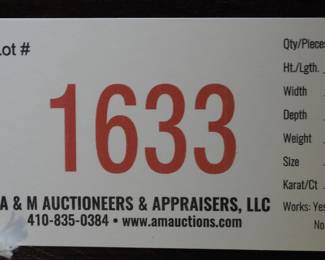 Lot #
1633
A & M AUCTIONEERS & APPRAISERS, LLC
410-835-0384 • www.amauctions.com
Qty/Pieces
Ht./Lgth.
Width
Depth
Weight
Size
Karat/Ct
Works: Yes
No